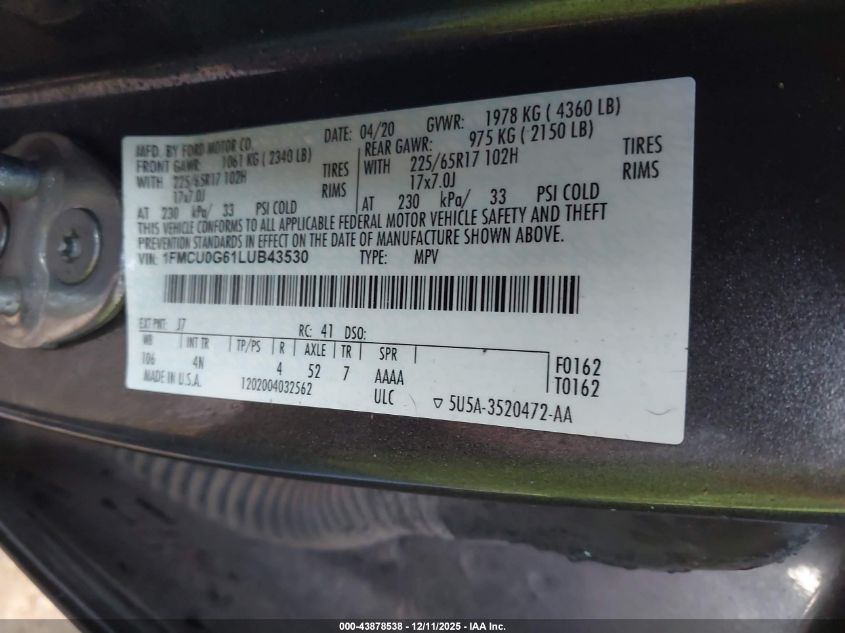 MFD. BY FORD MOTOR CO. DATE: 04/20 GVWR: 1978 KG ( 4360 LB)
FRONT GAWR: 1061 KG ( 2340 LB) REAR GAWR: 975 KG ( 2150 LB)
WITH 225/65R17 102H TIRES WITH 225/65R17 102H TIRES
17x7.0J RIMS 17x7.0J RIMS
AT 230 kPa/ 33 PSI COLD AT 230 kPa/ 33 PSI COLD
THIS VEHICLE CONFORMS TO ALL APPLICABLE FEDERAL MOTOR VEHICLE SAFETY AND THEFT
PREVENTION STANDARDS IN EFFECT ON THE DATE OF MANUFACTURE SHOWN ABOVE.
VIN: 1FMCU0G61LUB43530 TYPE: MPV
EXT PNT: J7 RC: 41 DSO:
WB INT TR TP/PS R AXLE TR SPR
106 4N 4 52 7 AAAA
F0162
T0162
MADE IN U.S.A. 1202004032562 ULC 5U5A-3520472-AA
000-43878538 - 12/11/2025 - IAA Inc.